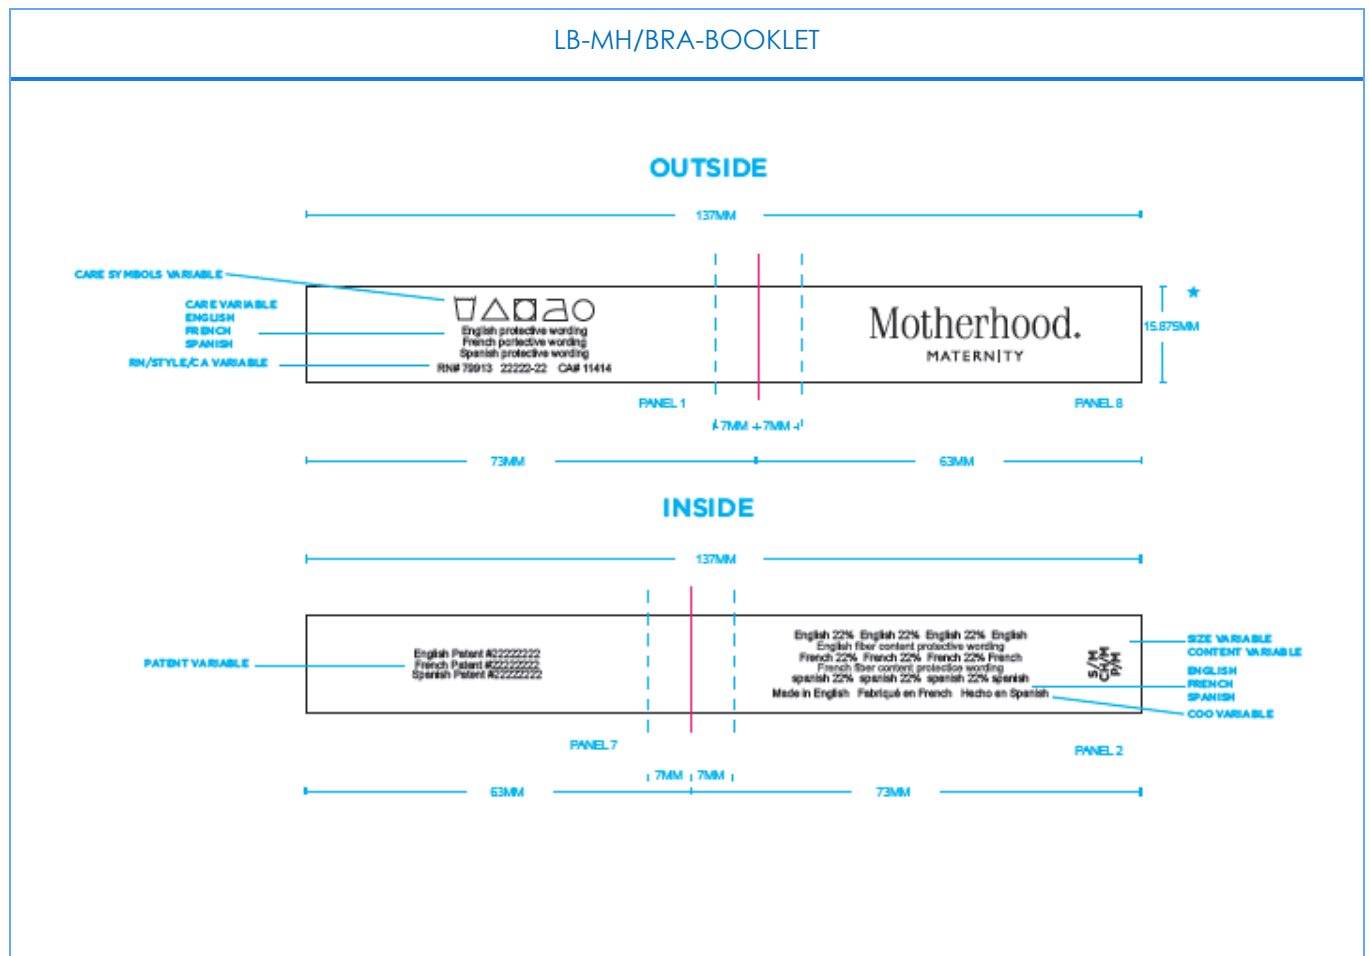 LB-MH/BRA-BOOKLET
OUTSIDE
137MM
CARE SYMBOLS VARIABLE
CARE VARIABLE
ENGLISH
FRENCH
SPANISH
RN/STYLE/CA VARIABLE
English protective wording
French portective wording
Spanish protective wording
RN# 79913 22222-22 CA# 11414
Motherhood.
MATERNITY
15.875MM
PANEL 1
PANEL 8
7MM
7MM
73MM
63MM
INSIDE
137MM
PATENT VARIABLE
English Patent #22222222
French Patent #22222222
Spanish Patent #22222222
English 22% English 22% English 22% English
English fiber content protective wording
French 22% French 22% French 22% French
French fiber content protective wording
spanish 22% spanish 22% spanish 22% spanish
Made in English Fabriqué en French Hecho en Spanish
S/M
CH/M
P/M
SIZE VARIABLE
CONTENT VARIABLE
ENGLISH
FRENCH
SPANISH
COO VARIABLE
PANEL 7
PANEL 2
7MM
7MM
63MM
73MM